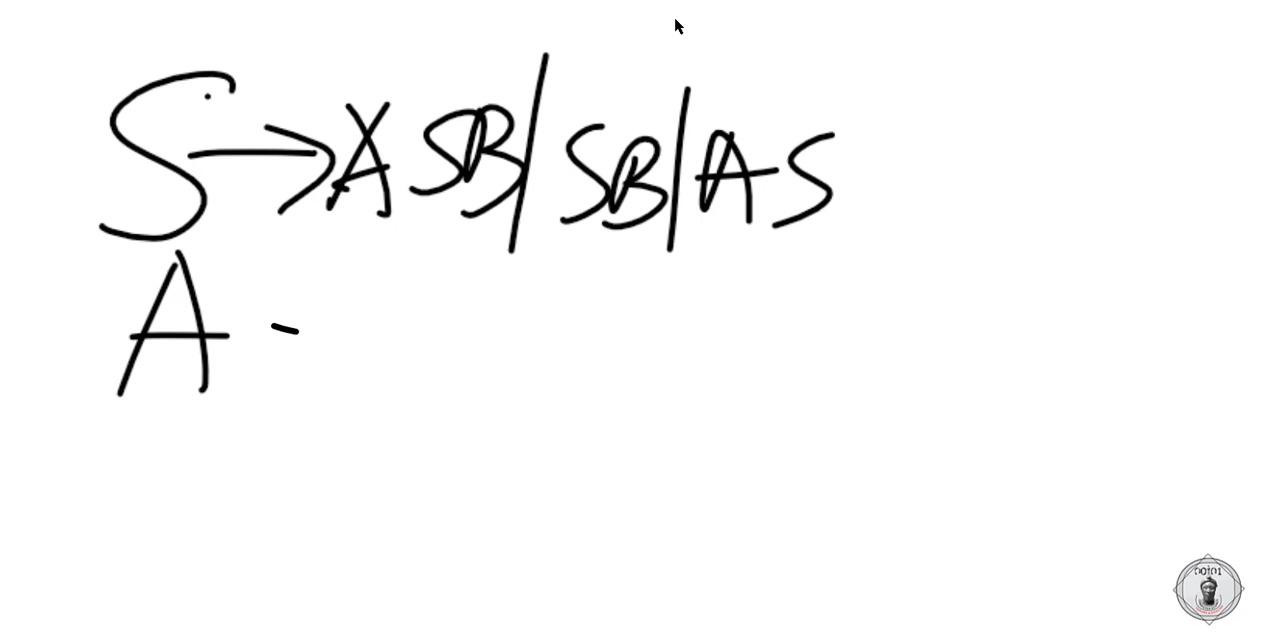 S → ASB | SB | AS
A -